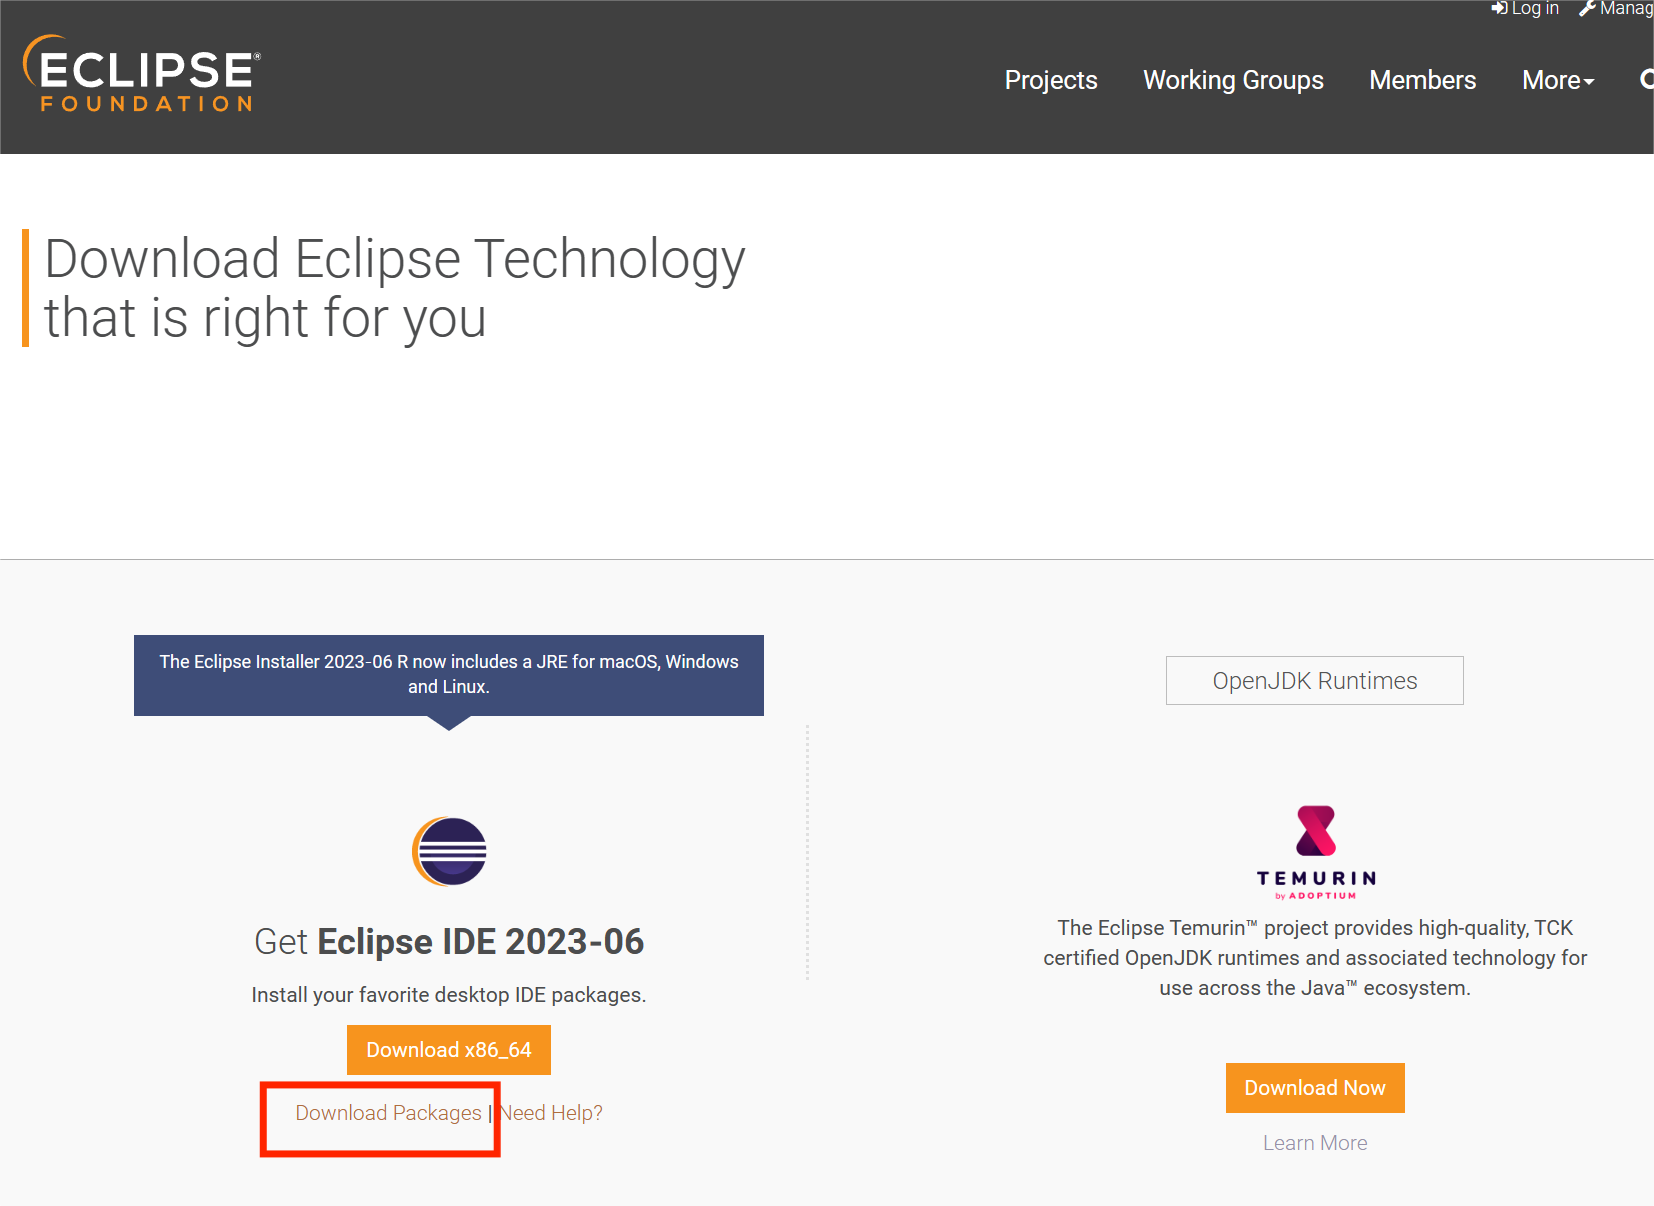 Log in Manag
ECLIPSE®
FOUNDATION
Projects Working Groups Members More
Download Eclipse Technology
that is right for you
The Eclipse Installer 2023-06 R now includes a JRE for macOS, Windows
and Linux.
Get Eclipse IDE 2023-06
Install your favorite desktop IDE packages.
Download x86_64
Download Packages | Need Help?
OpenJDK Runtimes
TEMURIN
by ADOPTIUM
The Eclipse Temurin™ project provides high-quality, TCK
certified OpenJDK runtimes and associated technology for
use across the Java™ ecosystem.
Download Now
Learn More